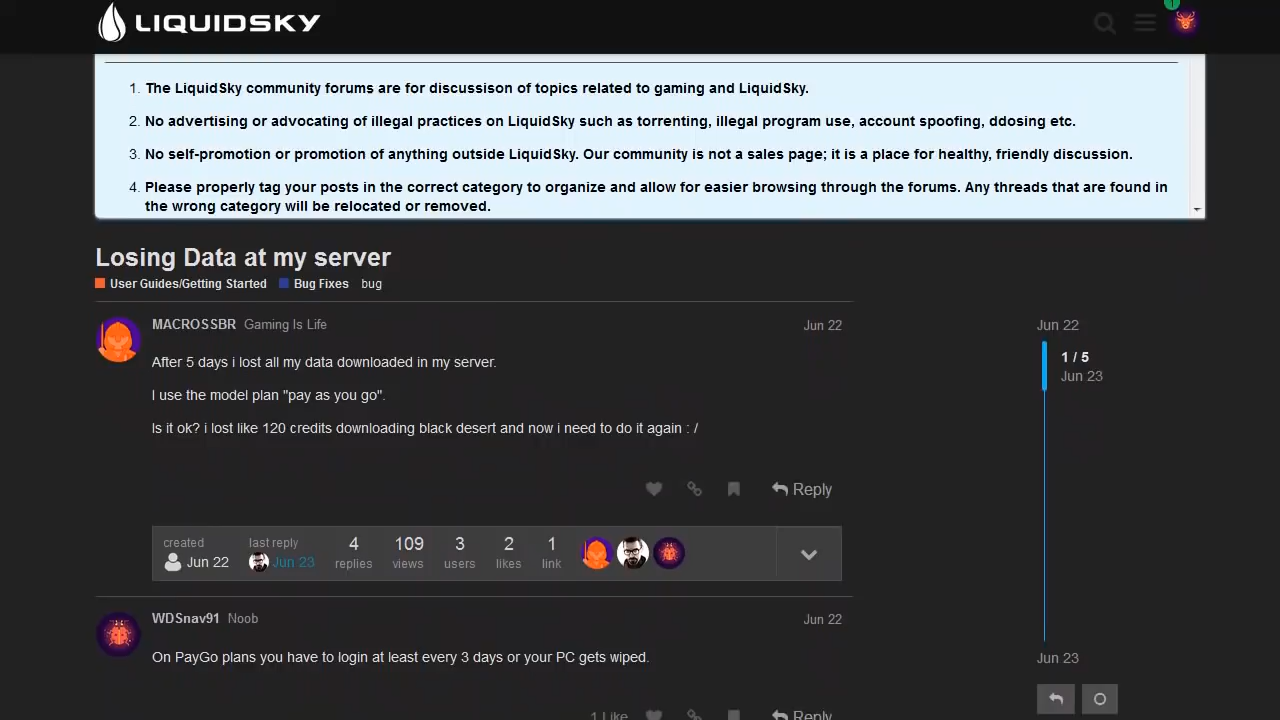 LIQUIDSKY
1
1. The LiquidSky community forums are for discussison of topics related to gaming and LiquidSky.
2. No advertising or advocating of illegal practices on LiquidSky such as torrenting, illegal program use, account spoofing, ddosing etc.
3. No self-promotion or promotion of anything outside LiquidSky. Our community is not a sales page; it is a place for healthy, friendly discussion.
4. Please properly tag your posts in the correct category to organize and allow for easier browsing through the forums. Any threads that are found in
the wrong category will be relocated or removed.
Losing Data at my server
User Guides/Getting Started Bug Fixes bug
MACROSSBR Gaming Is Life Jun 22
After 5 days i lost all my data downloaded in my server.
I use the model plan "pay as you go".
Is it ok? i lost like 120 credits downloading black desert and now i need to do it again : /
Reply
created last reply 4 109 3 2 1
Jun 22 Jun 23 replies views users likes link
WDSnav91 Noob Jun 22
On PayGo plans you have to login at least every 3 days or your PC gets wiped.
1 Like Reply
Jun 22
1 / 5
Jun 23
Jun 23